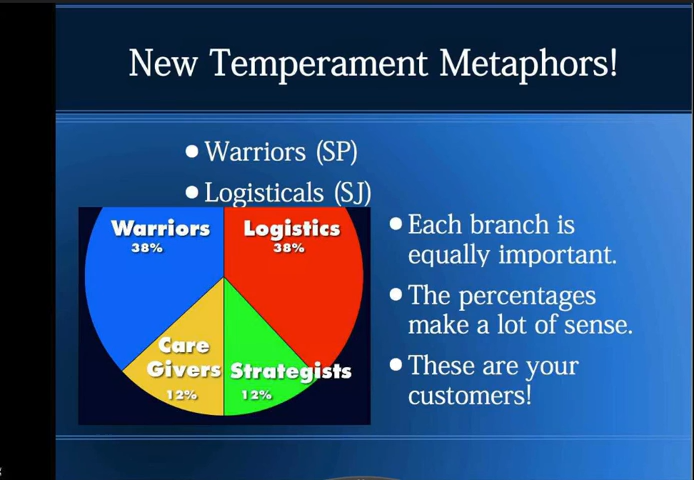 New Temperament Metaphors!
Warriors (SP)
Logisticals (SJ)
Warriors
38%
Logistics
38%
Care
Givers
12%
Strategists
12%
Each branch is
equally important.
The percentages
make a lot of sense.
These are your
customers!